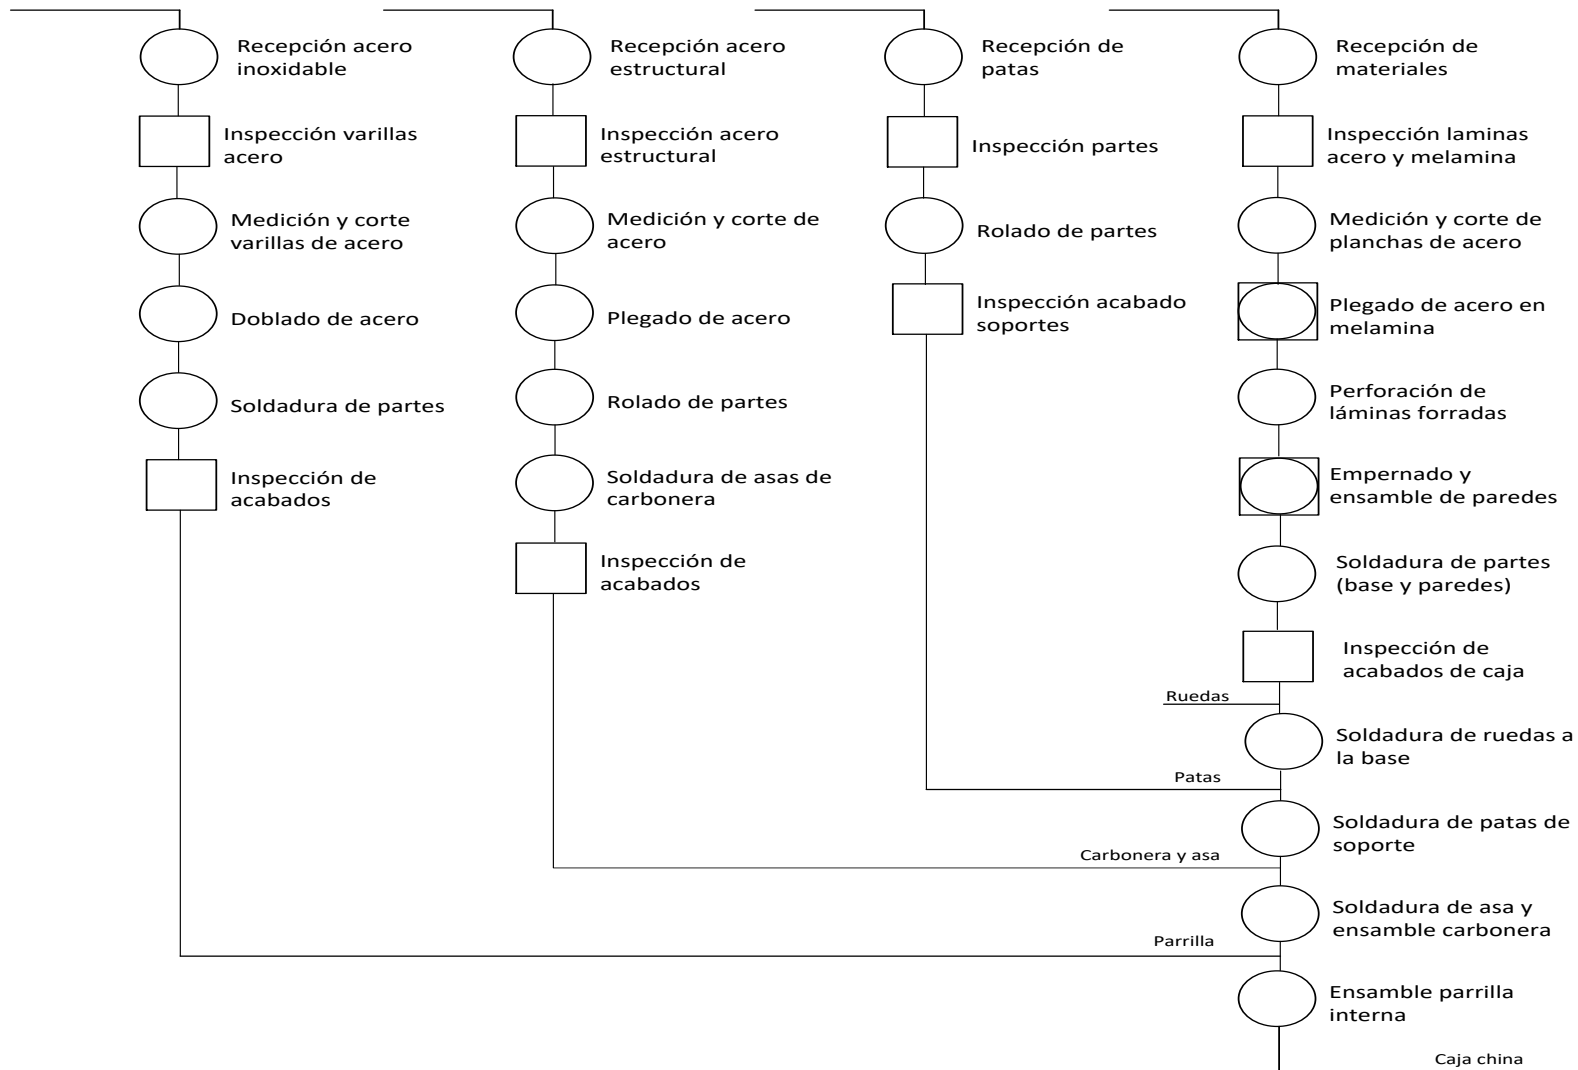 Recepción acero
inoxidable
Inspección varillas
acero
Medición y corte
varillas de acero
Doblado de acero
Soldadura de partes
Inspección de
acabados
Recepción acero
estructural
Inspección acero
estructural
Medición y corte de
acero
Plegado de acero
Rolado de partes
Soldadura de asas de
carbonera
Inspección de
acabados
Recepción de
patas
Inspección partes
Rolado de partes
Inspección acabado
soportes
Recepción de
materiales
Inspección laminas
acero y melamina
Medición y corte de
planchas de acero
Plegado de acero en
melamina
Perforación de
láminas forradas
Empernado y
ensamble de paredes
Soldadura de partes
(base y paredes)
Inspección de
acabados de caja
Ruedas
Soldadura de ruedas a
la base
Patas
Soldadura de patas de
soporte
Carbonera y asa
Soldadura de asa y
ensamble carbonera
Parrilla
Ensamble parrilla
interna
Caja china